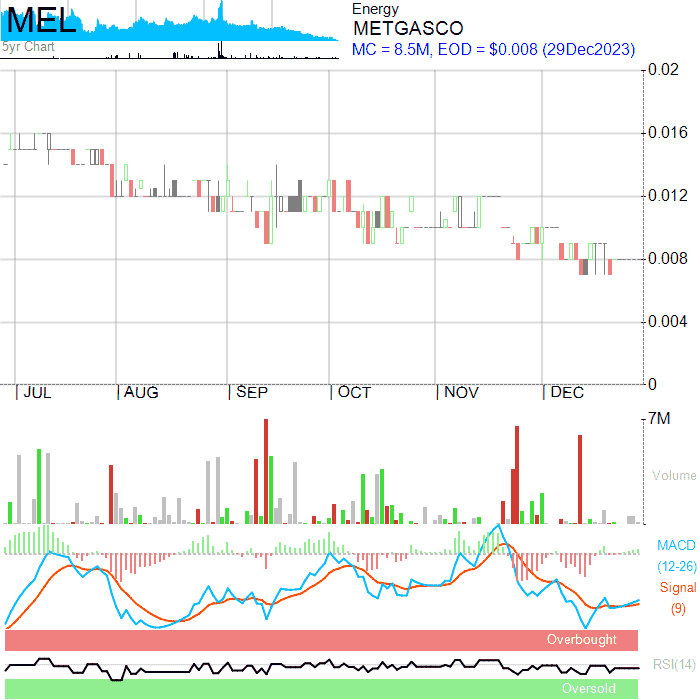 MEL
5yr Chart
Energy
METGASCO
MC = 8.5M, EOD = $0.008 (29Dec2023)
0.02
0.016
0.012
0.008
0.004
0
JUL AUG SEP OCT NOV DEC
7M
Volume
MACD
(12-26)
Signal
(9)
Overbought
RSI(14)
Oversold